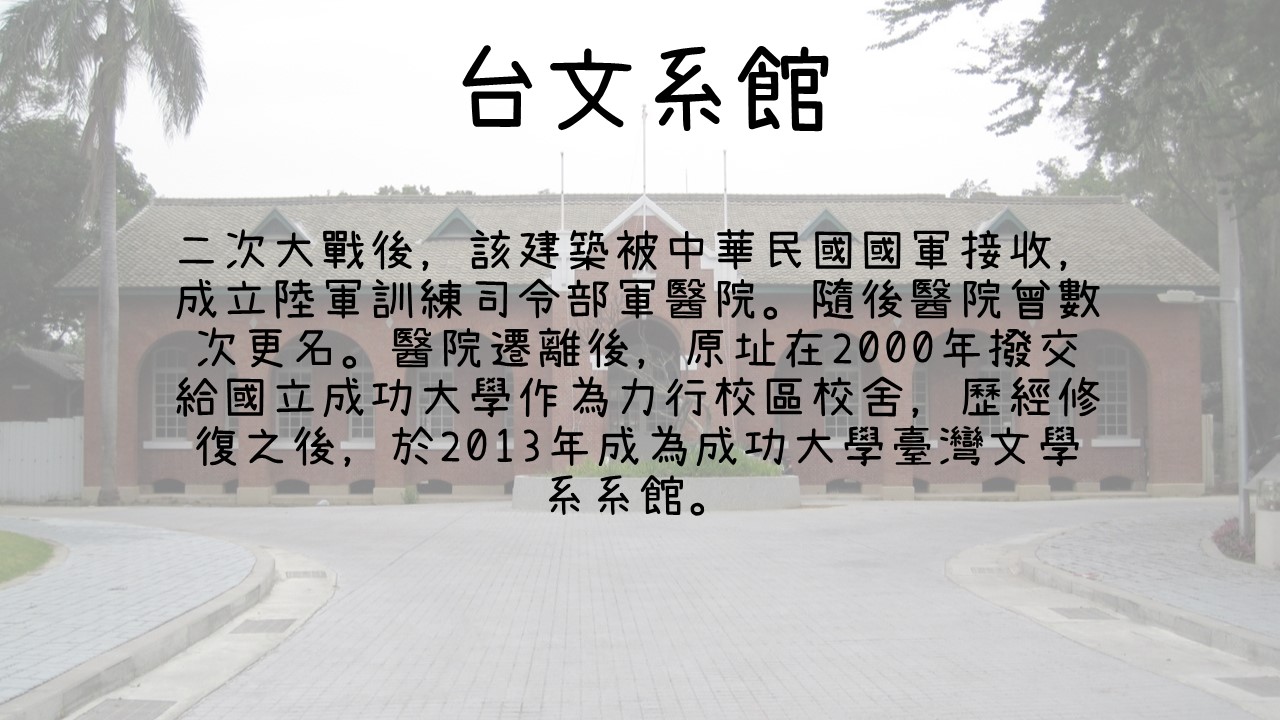 台文系館
二次大戰後，該建築被中華民國國軍接收，
成立陸軍訓練司令部軍醫院。隨後醫院曾數
次更名。醫院遷離後，原址在2000年撥交
給國立成功大學作為力行校區校舍，歷經修
復之後，於2013年成為成功大學臺灣文學
系系館。